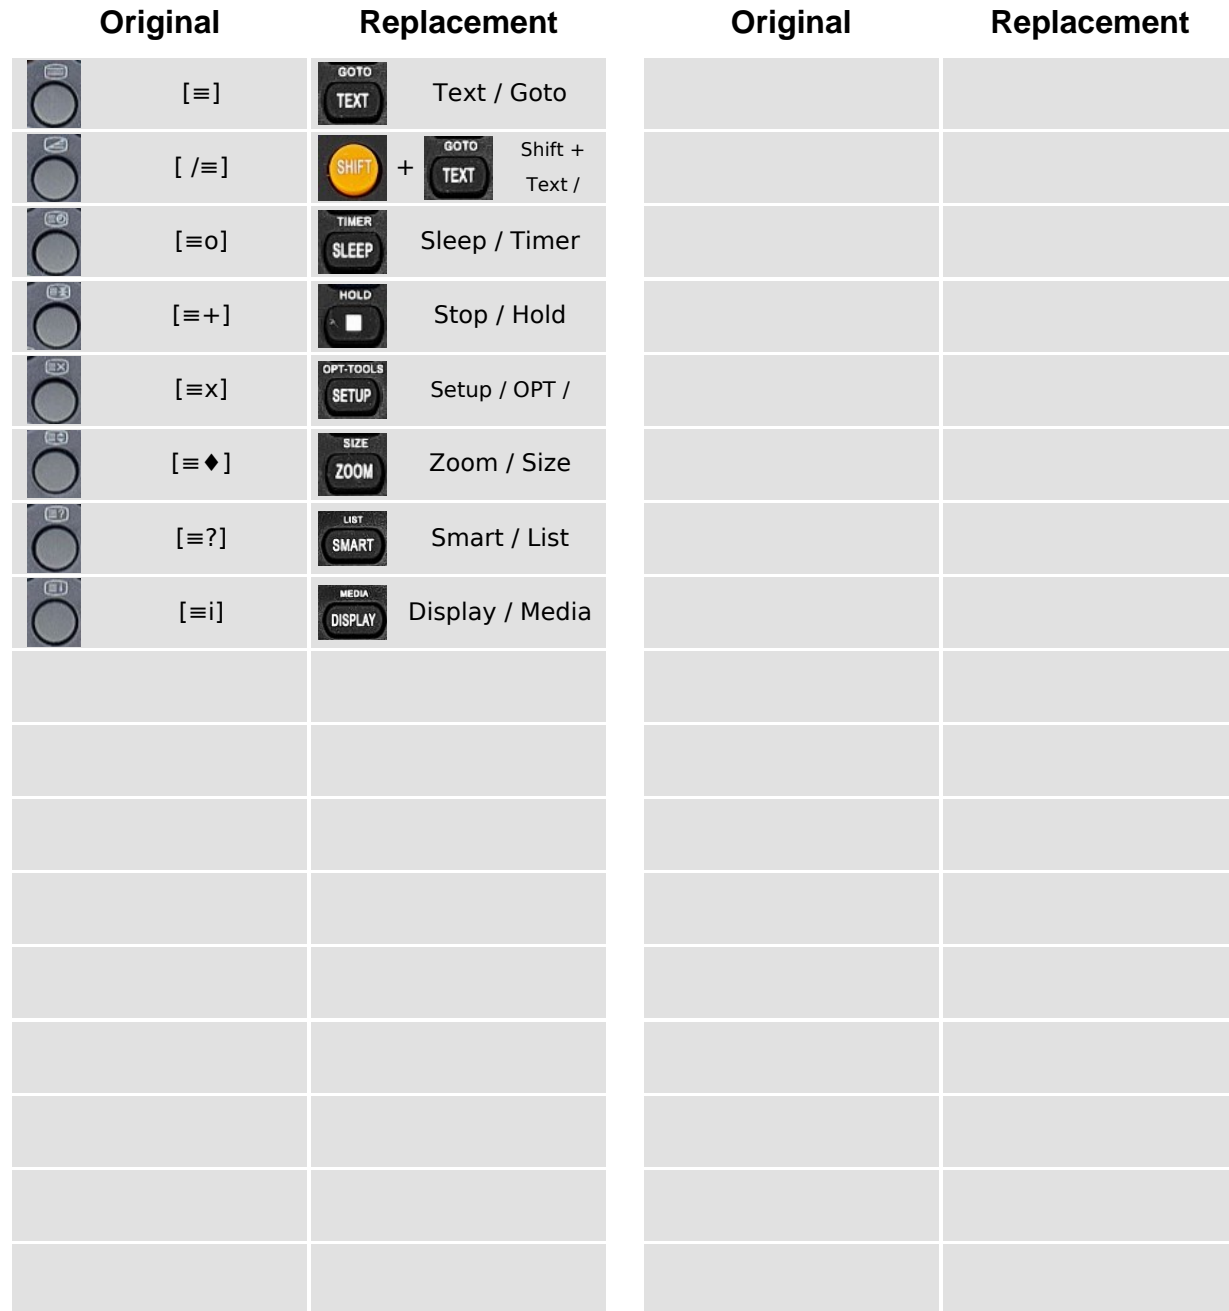 Original Replacement Original Replacement
[≡] GOTO TEXT Text / Goto
[ /≡] SHIFT + GOTO TEXT Shift + Text /
[≡o] TIMER SLEEP Sleep / Timer
[≡+] HOLD Stop / Hold
[≡x] OPT-TOOLS SETUP Setup / OPT /
[≡♦] SIZE ZOOM Zoom / Size
[≡?] LIST SMART Smart / List
[≡i] MEDIA DISPLAY Display / Media